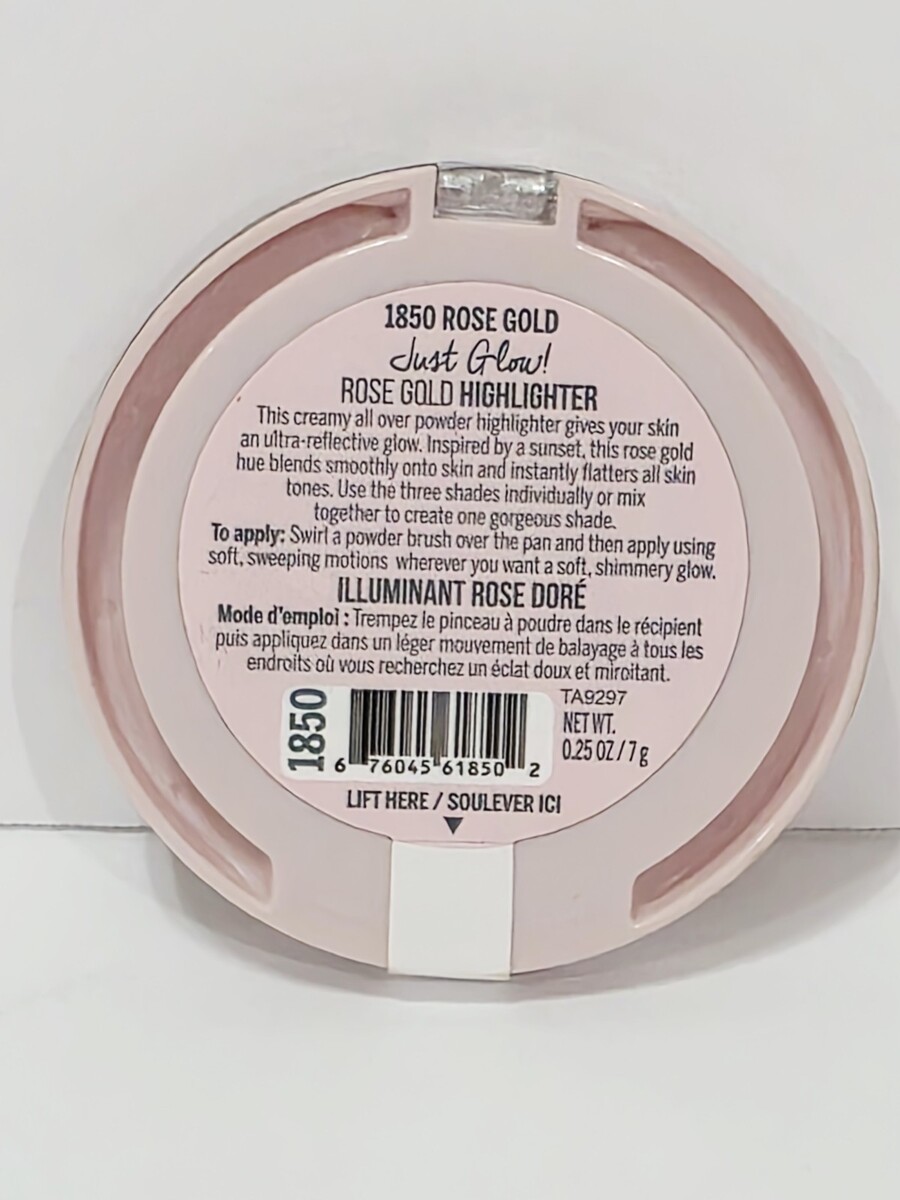 1850 ROSE GOLD
Just Glow!
ROSE GOLD HIGHLIGHTER
This creamy all over powder highlighter gives your skin
an ultra-reflective glow. Inspired by a sunset, this rose gold
hue blends smoothly onto skin and instantly flatters all skin
tones. Use the three shades individually or mix
together to create one gorgeous shade.
To apply: Swirl a powder brush over the pan and then apply using
soft, sweeping motions wherever you want a soft, shimmery glow.
ILLUMINANT ROSE DORÉ
Mode d'emploi : Trempez le pinceau à poudre dans le récipient
puis appliquez dans un léger mouvement de balayage à tous les
endroits où vous recherchez un éclat doux et miroitant.
1850
6 76045 61850 2
TA9297
NET WT.
0.25 OZ / 7 g
LIFT HERE / SOULEVER ICI